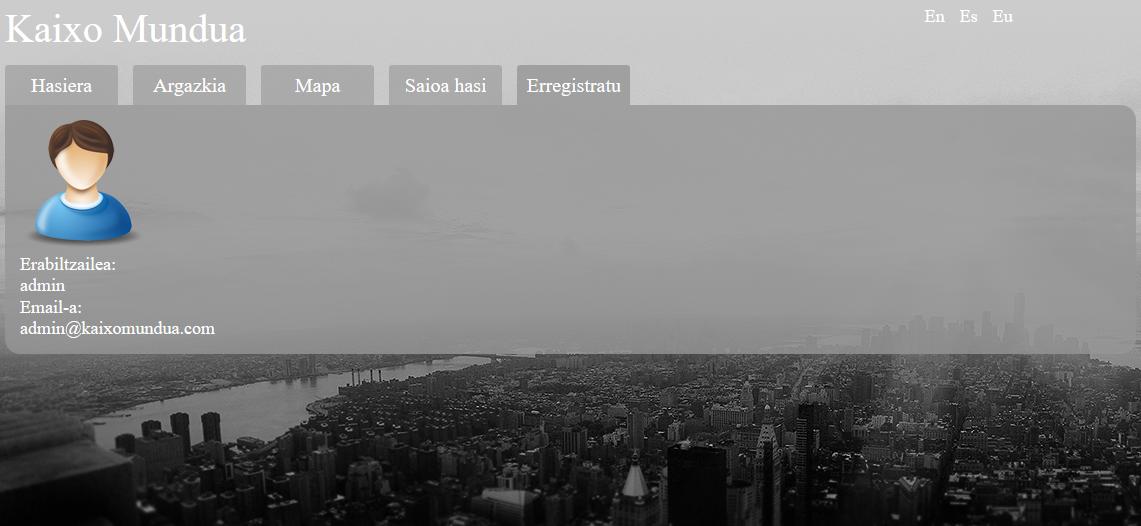 Kaixo Mundua
En Es Eu
Hasiera Argazkia Mapa Saioa hasi Erregistratu
Erabiltzailea:
admin
Email-a:
admin@kaixomundua.com